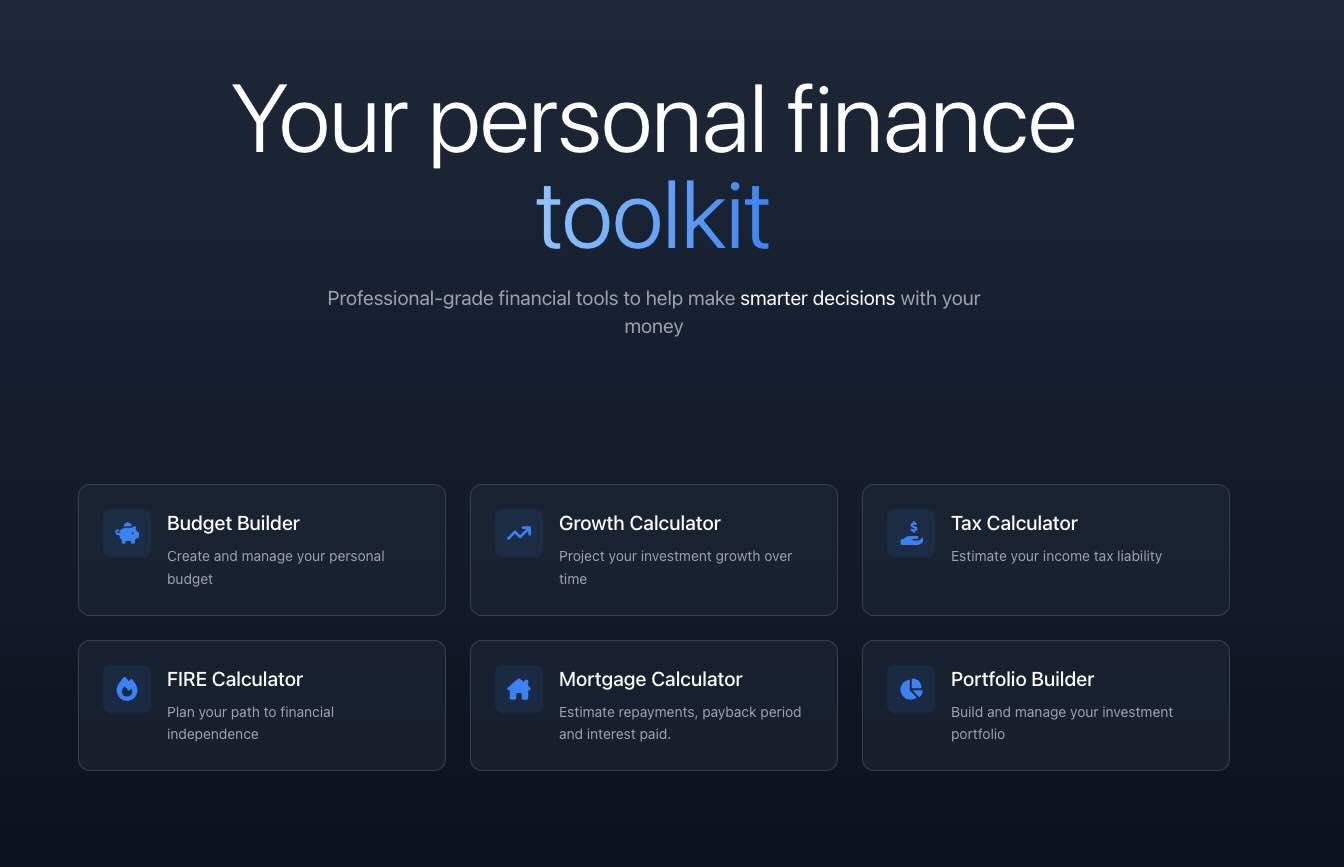 Your personal finance
toolkit
Professional-grade financial tools to help make smarter decisions with your
money
Budget Builder
Create and manage your personal
budget
Growth Calculator
Project your investment growth over
time
$
Tax Calculator
Estimate your income tax liability
FIRE Calculator
Plan your path to financial
independence
Mortgage Calculator
Estimate repayments, payback period
and interest paid.
Portfolio Builder
Build and manage your investment
portfolio